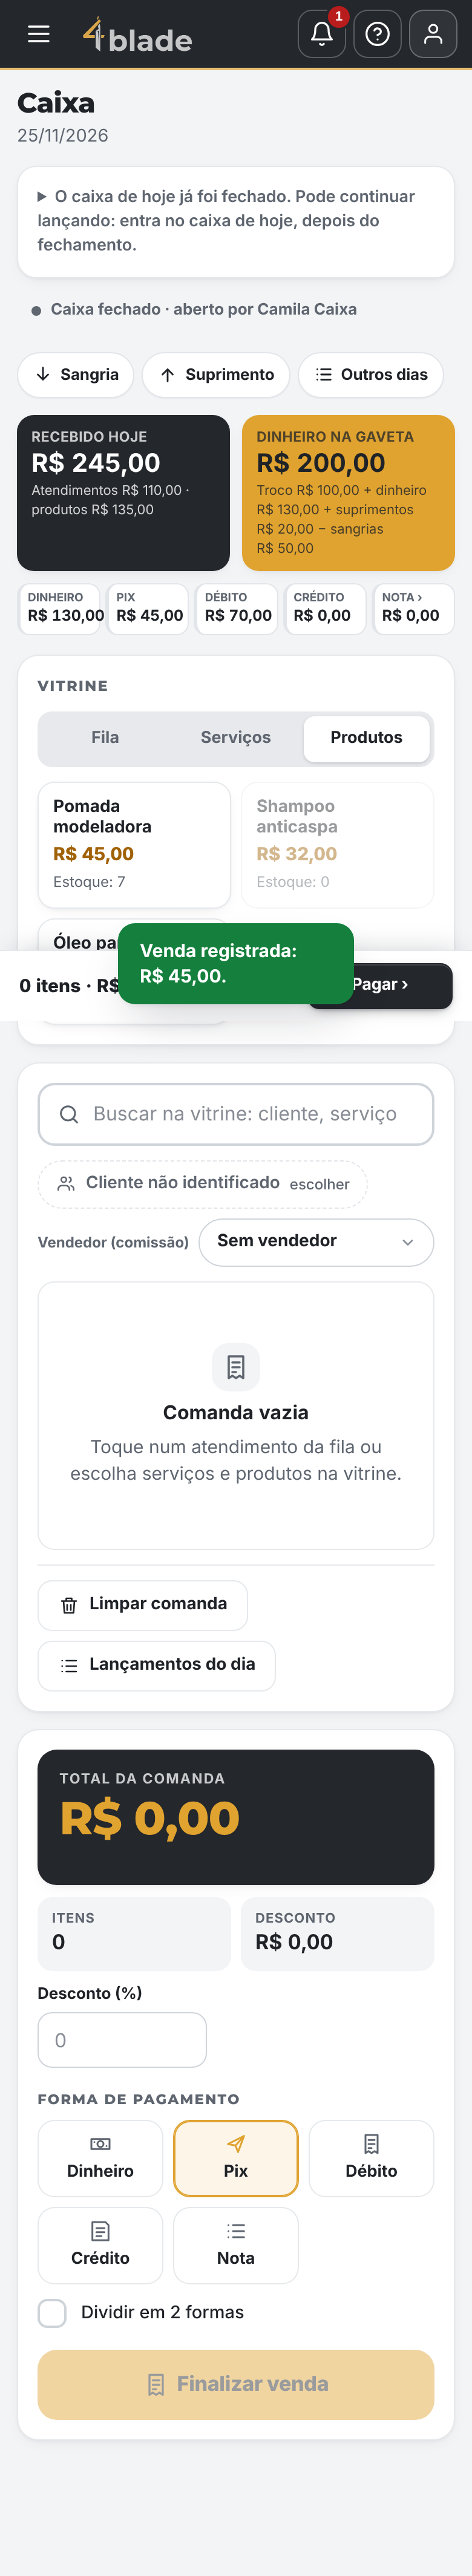 4blade
1
Caixa
25/11/2026
▶ O caixa de hoje já foi fechado. Pode continuar
lançando: entra no caixa de hoje, depois do
fechamento.
Caixa fechado · aberto por Camila Caixa
Sangria
Suprimento
Outros dias
RECEBIDO HOJE
R$ 245,00
Atendimentos R$ 110,00 ·
produtos R$ 135,00
DINHEIRO NA GAVETA
R$ 200,00
Troco R$ 100,00 + dinheiro
R$ 130,00 + suprimentos
R$ 20,00 − sangrias
R$ 50,00
DINHEIRO
R$ 130,00
PIX
R$ 45,00
DÉBITO
R$ 70,00
CRÉDITO
R$ 0,00
NOTA ›
R$ 0,00
VITRINE
Fila
Serviços
Produtos
Pomada
modeladora
R$ 45,00
Estoque: 7
Shampoo
anticaspa
R$ 32,00
Estoque: 0
Óleo pa
Venda registrada:
R$ 45,00.
0 itens · R$
Pagar ›
Buscar na vitrine: cliente, serviço
Cliente não identificado escolher
Vendedor (comissão)
Sem vendedor
Comanda vazia
Toque num atendimento da fila ou
escolha serviços e produtos na vitrine.
Limpar comanda
Lançamentos do dia
TOTAL DA COMANDA
R$ 0,00
ITENS
0
DESCONTO
R$ 0,00
Desconto (%)
0
FORMA DE PAGAMENTO
Dinheiro
Pix
Débito
Crédito
Nota
Dividir em 2 formas
Finalizar venda